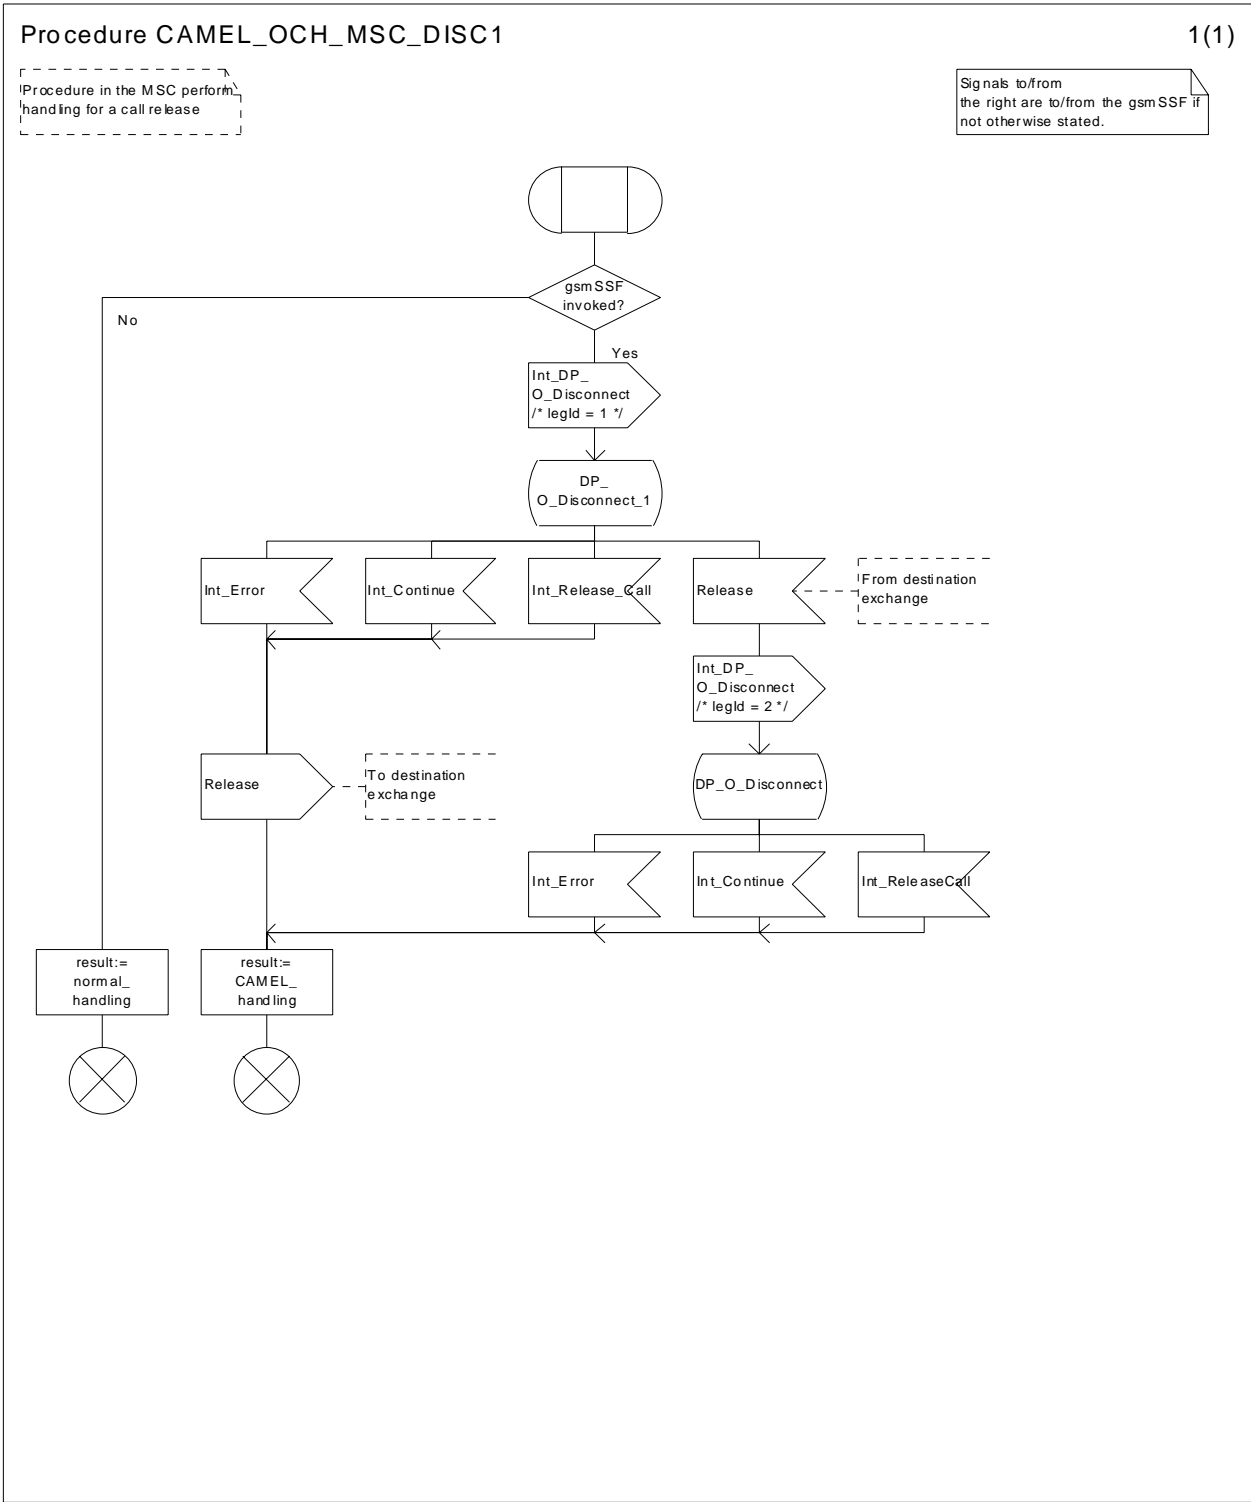 Procedure CAMEL_OCH_MSC_DISC1
1(1)
Procedure in the MSC perform
handling for a call release
Signals to/from
the right are to/from the gsmSSF if
not otherwise stated.
gsmSSF
invoked?
No
Yes
Int_DP_
O_Disconnect
/* legId = 1 */
DP_
O_Disconnect_1
Int_Error
Int_Continue
Int_Release_Call
Release
From destination
exchange
Int_DP_
O_Disconnect
/* legId = 2 */
Release
To destination
exchange
DP_O_Disconnect
Int_Error
Int_Continue
Int_ReleaseCall
result:=
normal_
handling
result:=
CAMEL_
handling